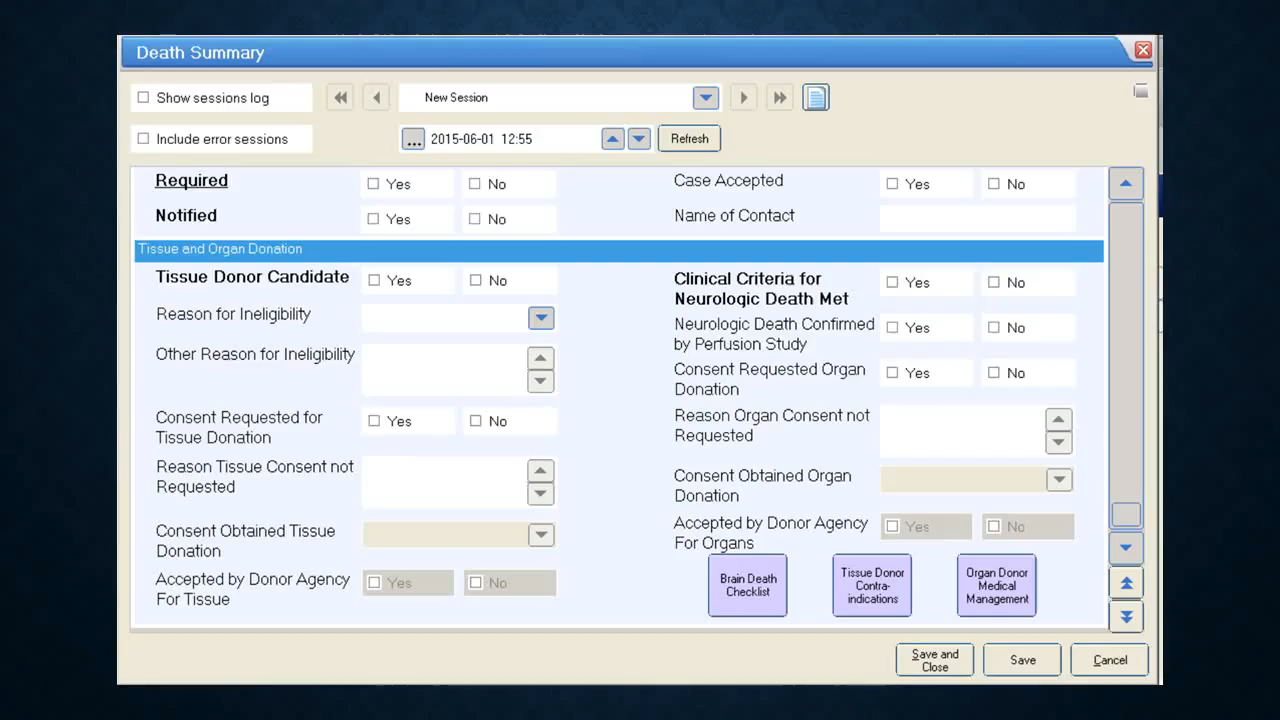 Death Summary
Show sessions log
New Session
Include error sessions
...
2015-06-01 12:55
Refresh
Required
Yes
No
Case Accepted
Yes
No
Notified
Yes
No
Name of Contact
Tissue and Organ Donation
Tissue Donor Candidate
Yes
No
Reason for Ineligibility
Other Reason for Ineligibility
Consent Requested for
Tissue Donation
Yes
No
Reason Tissue Consent not
Requested
Consent Obtained Tissue
Donation
Accepted by Donor Agency
For Tissue
Yes
No
Clinical Criteria for
Neurologic Death Met
Yes
No
Neurologic Death Confirmed
by Perfusion Study
Yes
No
Consent Requested Organ
Donation
Yes
No
Reason Organ Consent not
Requested
Consent Obtained Organ
Donation
Accepted by Donor Agency
For Organs
Yes
No
Brain Death
Checklist
Tissue Donor
Contra-
indications
Organ Donor
Medical
Management
Save and
Close
Save
Cancel